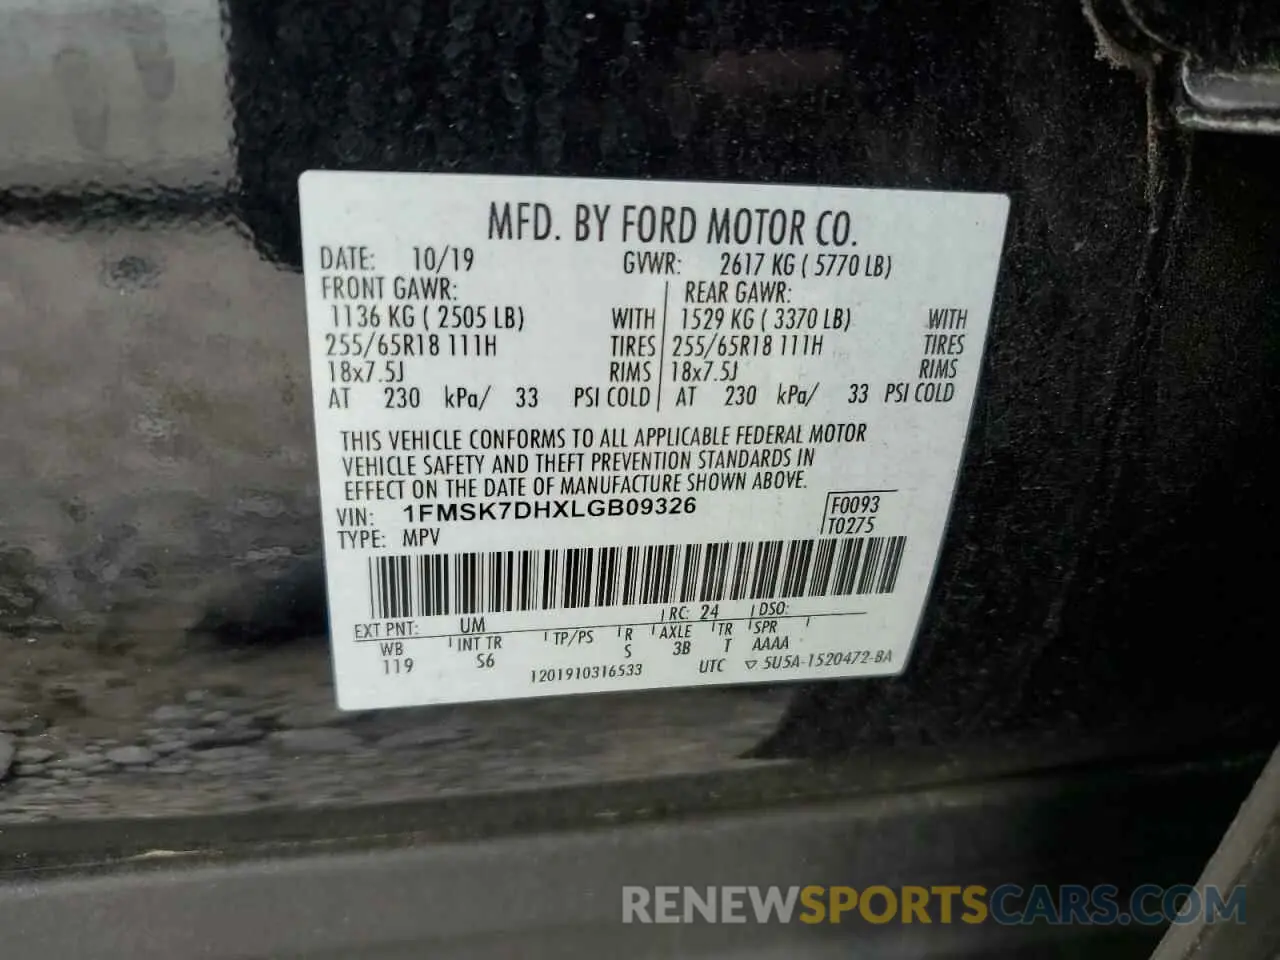 MFD. BY FORD MOTOR CO.
DATE: 10/19 GVWR: 2617 KG ( 5770 LB)
FRONT GAWR: REAR GAWR:
1136 KG ( 2505 LB) WITH 1529 KG ( 3370 LB) WITH
255/65R18 111H TIRES 255/65R18 111H TIRES
18x7.5J RIMS 18x7.5J RIMS
AT 230 kPa/ 33 PSI COLD AT 230 kPa/ 33 PSI COLD
THIS VEHICLE CONFORMS TO ALL APPLICABLE FEDERAL MOTOR
VEHICLE SAFETY AND THEFT PREVENTION STANDARDS IN
EFFECT ON THE DATE OF MANUFACTURE SHOWN ABOVE.
VIN: 1FMSK7DHXLGB09326 F0093
TYPE: MPV T0275
EXT PNT: UM RC: 24 DSO:
WB INT TR TP/PS R AXLE TR SPR
119 S6 S 3B T AAAA
1201910316533 UTC ▽ 5U5A-1520472-BA
RENEWSPORTSCARS.COM